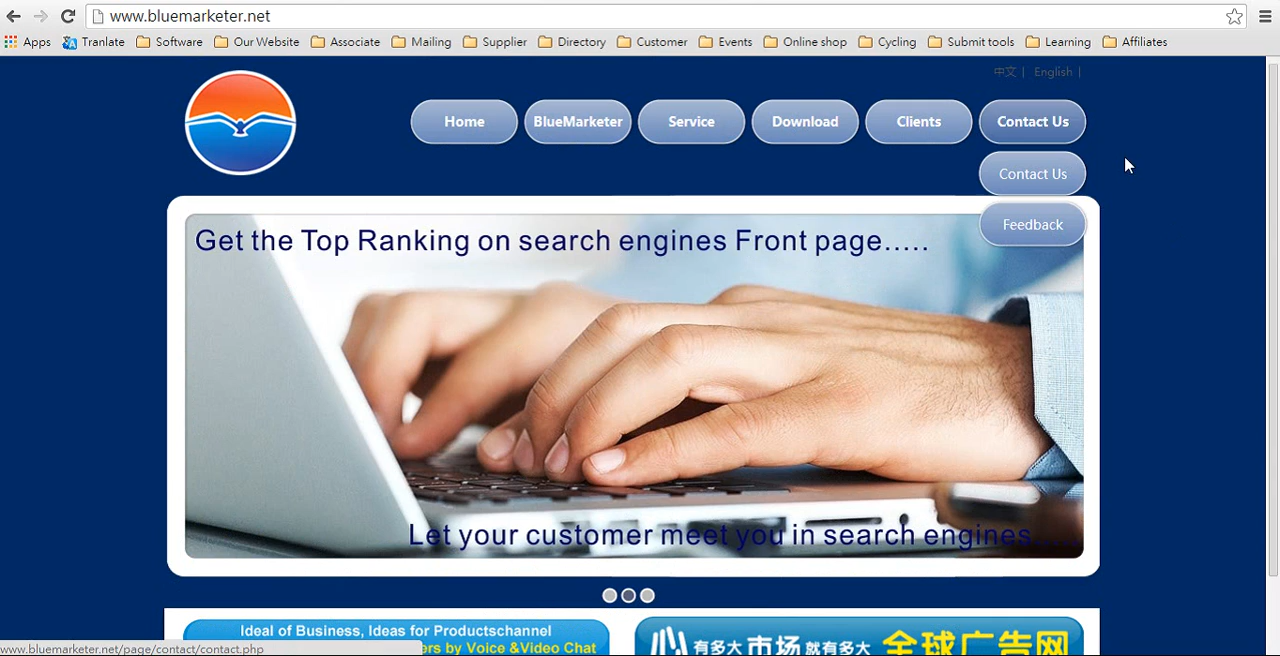 www.bluemarketer.net
Apps Tranlate Software Our Website Associate Mailing Supplier Directory Customer Events Online shop Cycling Submit tools Learning Affiliates
中文 | English |
Home BlueMarketer Service Download Clients Contact Us
Contact Us
Feedback
Get the Top Ranking on search engines Front page.....
Let your customer meet you in search engines.....
Ideal of Business, Ideas for Productschannel
ers by Voice &Video Chat
有多大 市场 就有多大 全球广告网
www.bluemarketer.net/page/contact/contact.php